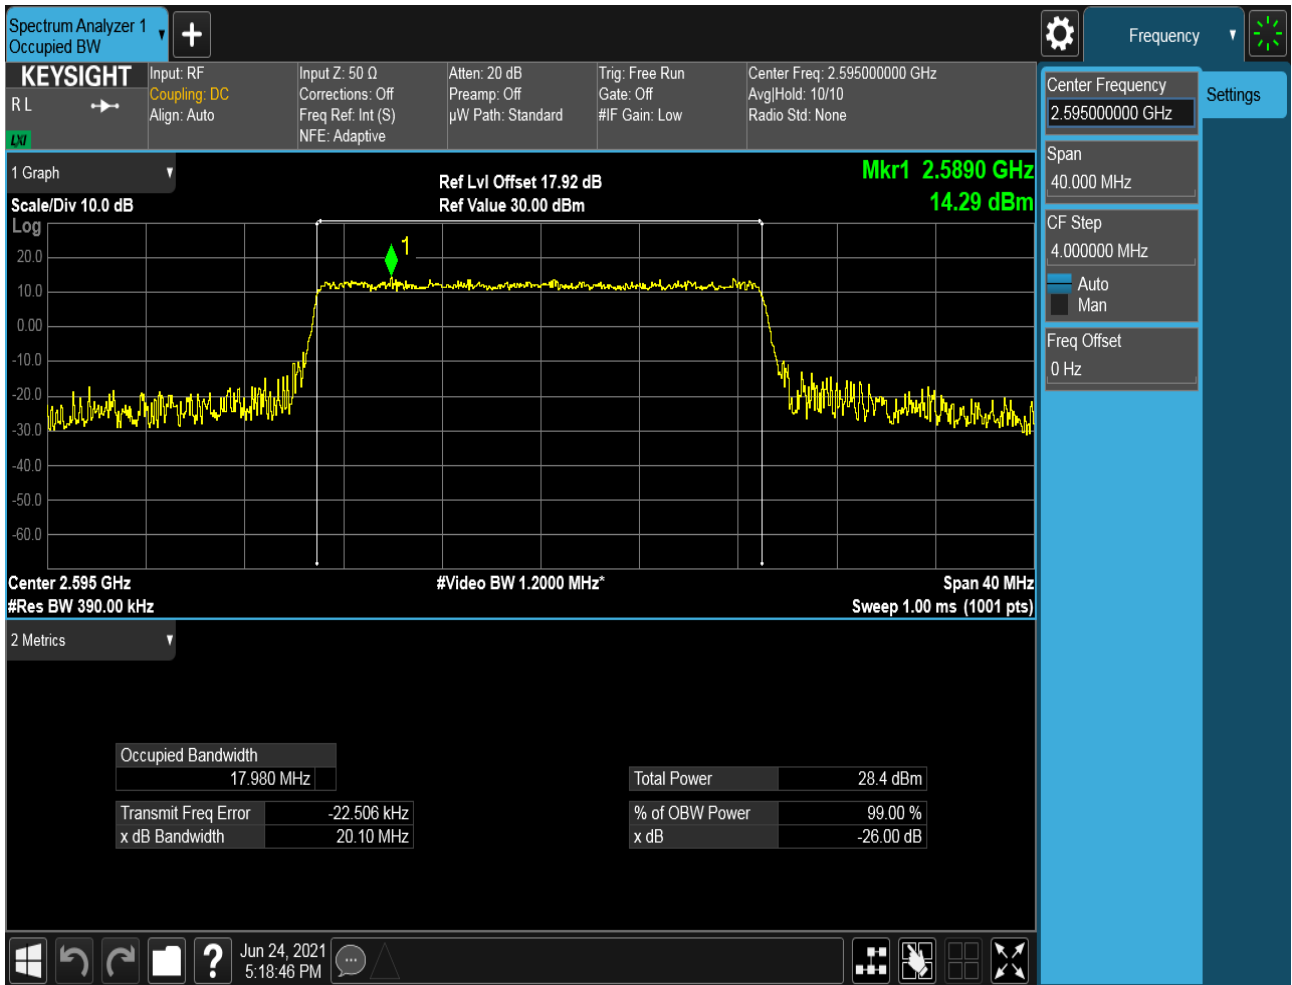 Spectrum Analyzer 1
Occupied BW
Frequency
KEYSIGHT
R L
LXI
Input: RF
Coupling: DC
Align: Auto
Input Z: 50 Ω
Corrections: Off
Freq Ref: Int (S)
NFE: Adaptive
Atten: 20 dB
Preamp: Off
µW Path: Standard
Trig: Free Run
Gate: Off
#IF Gain: Low
Center Freq: 2.595000000 GHz
Avg|Hold: 10/10
Radio Std: None
Center Frequency
2.595000000 GHz
Settings
Span
40.000 MHz
CF Step
4.000000 MHz
Auto
Man
Freq Offset
0 Hz
1 Graph
Scale/Div 10.0 dB
Ref Lvl Offset 17.92 dB
Ref Value 30.00 dBm
Mkr1 2.5890 GHz
14.29 dBm
Log
1
20.0
10.0
0.00
-10.0
-20.0
-30.0
-40.0
-50.0
-60.0
Center 2.595 GHz
#Video BW 1.2000 MHz*
Span 40 MHz
#Res BW 390.00 kHz
Sweep 1.00 ms (1001 pts)
2 Metrics
Occupied Bandwidth
17.980 MHz
Transmit Freq Error -22.506 kHz
x dB Bandwidth 20.10 MHz
Total Power 28.4 dBm
% of OBW Power 99.00 %
x dB -26.00 dB
?
Jun 24, 2021
5:18:46 PM